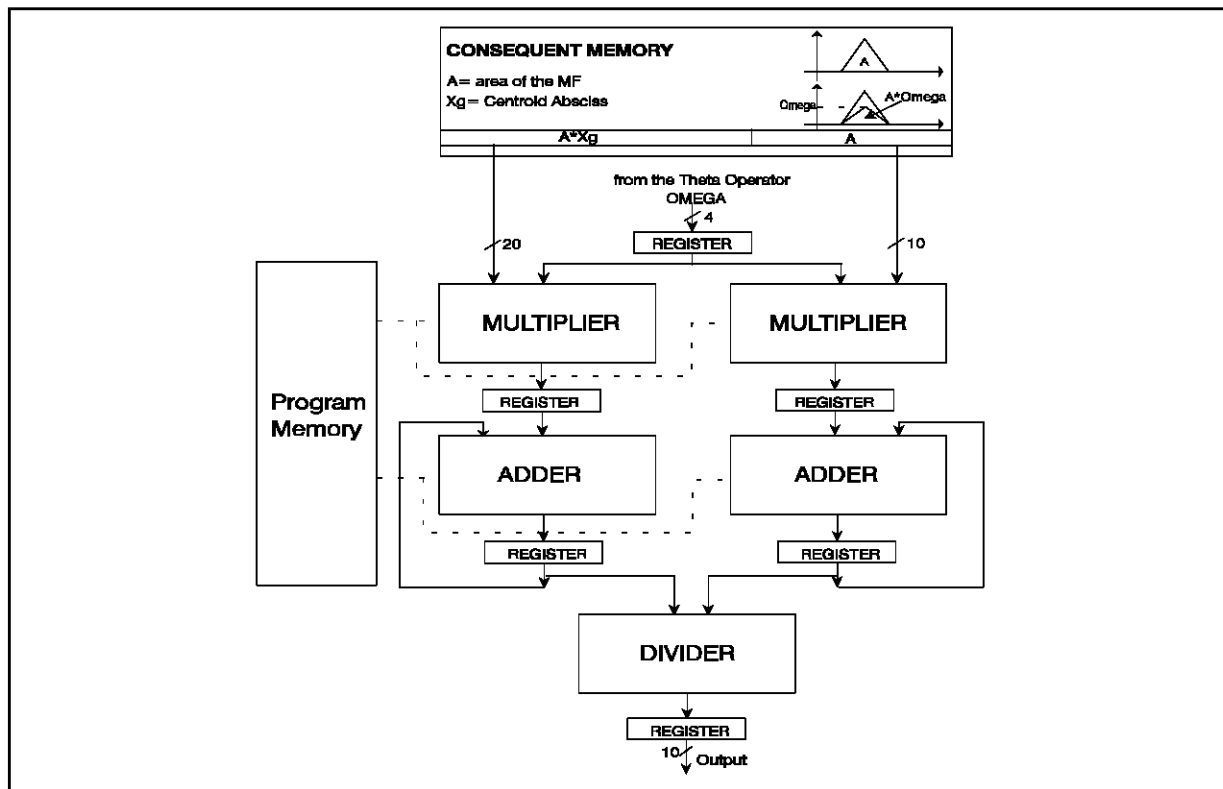 CONSEQUENT MEMORY
A= area of the MF
Xg= Centroid Absciss
A
Omega
A*Omega
A*Xg
A
from the Theta Operator
OMEGA
4
REGISTER
20
10
MULTIPLIER
MULTIPLIER
REGISTER
REGISTER
Program
Memory
ADDER
ADDER
REGISTER
REGISTER
DIVIDER
REGISTER
10
Output